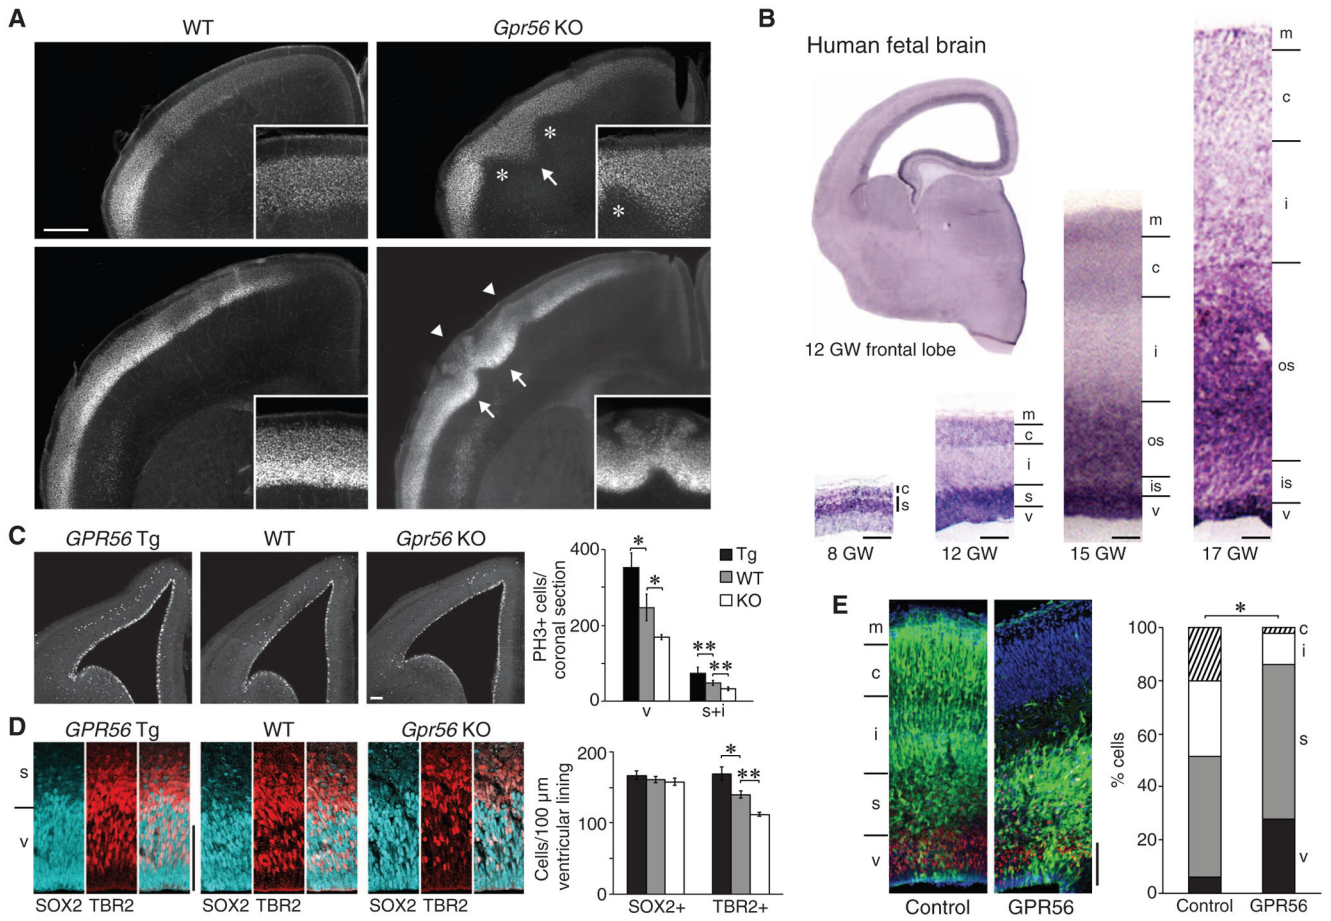 A
WT
Gpr56 KO
*
*
*
B
Human fetal brain
12 GW frontal lobe
c
s
8 GW
m
c
i
s
v
12 GW
m
c
i
os
is
v
15 GW
m
c
i
os
is
v
17 GW
C
GPR56 Tg
WT
Gpr56 KO
PH3+ cells/
coronal section
400
200
0
*
*
**
**
v
s+i
Tg
WT
KO
D
GPR56 Tg
WT
Gpr56 KO
s
v
SOX2 TBR2
SOX2 TBR2
SOX2 TBR2
Cells/100 μm
ventricular lining
200
100
0
*
**
SOX2+
TBR2+
E
m
c
i
s
v
Control
GPR56
% cells
100
80
60
40
20
0
*
c
i
s
v
Control
GPR56